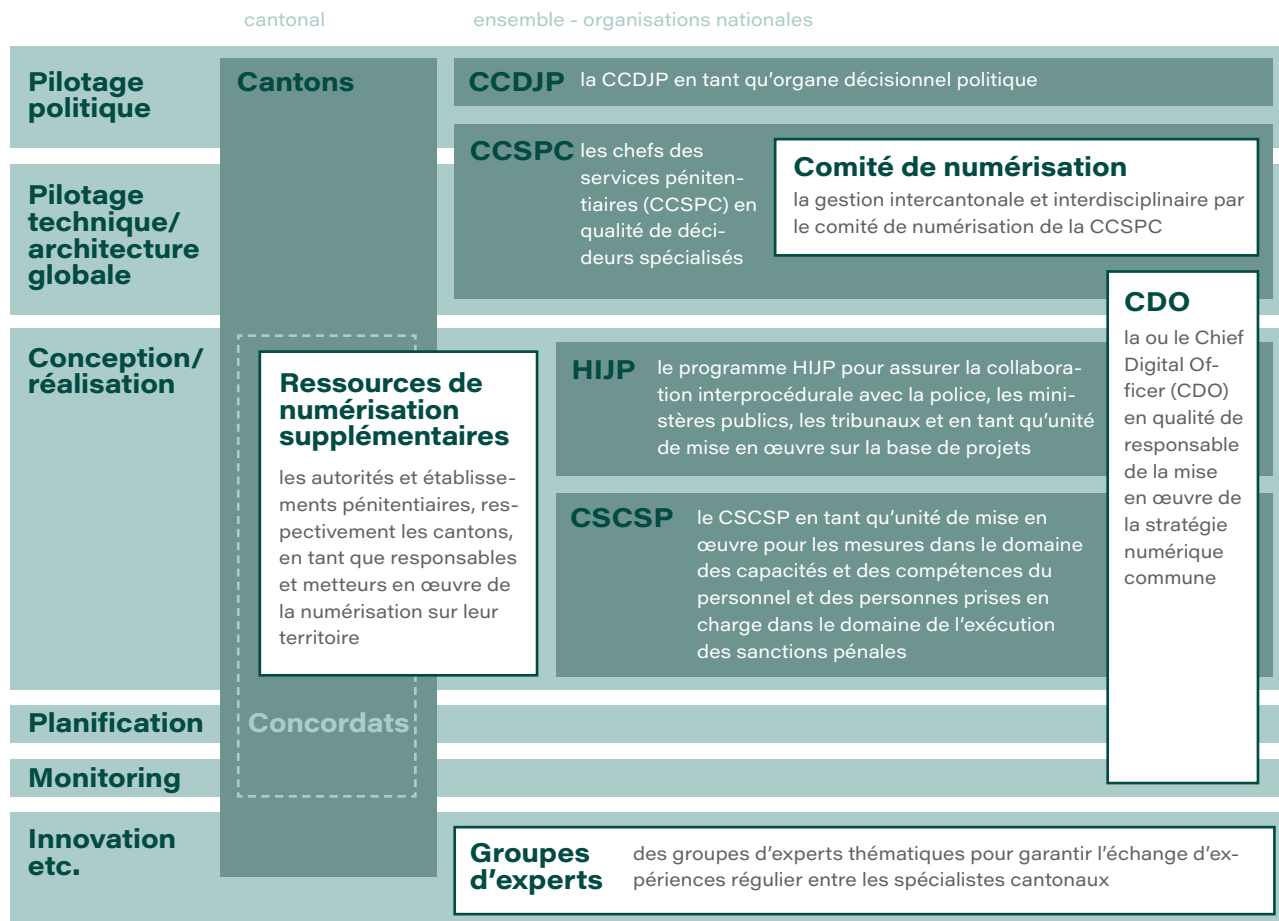 cantonal
ensemble - organisations nationales
Pilotage
politique
Cantons
CCDJP la CCDJP en tant qu'organe décisionnel politique
CCSPC les chefs des
services péniten-
tiaires (CCSPC) en
qualité de déci-
deurs spécialisés
Comité de numérisation
la gestion intercantonale et interdisciplinaire par
le comité de numérisation de la CCSPC
Pilotage
technique/
architecture
globale
CDO
la ou le Chief
Digital Of-
ficer (CDO)
en qualité de
responsable
de la mise
en œuvre de
la stratégie
numérique
commune
Conception/
réalisation
Ressources de
numérisation
supplémentaires
les autorités et établisse-
ments pénitentiaires, res-
pectivement les cantons,
en tant que responsables
et metteurs en œuvre de
la numérisation sur leur
territoire
HIJP le programme HIJP pour assurer la collabora-
tion interprocédurale avec la police, les mini-
stères publics, les tribunaux et en tant qu'unité
de mise en œuvre sur la base de projets
CSCSP le CSCSP en tant qu'unité de mise en
œuvre pour les mesures dans le domaine
des capacités et des compétences du
personnel et des personnes prises en
charge dans le domaine de l'exécution
des sanctions pénales
Planification
Concordats
Monitoring
Innovation
etc.
Groupes
d'experts
des groupes d'experts thématiques pour garantir l'échange d'ex-
périences régulier entre les spécialistes cantonaux